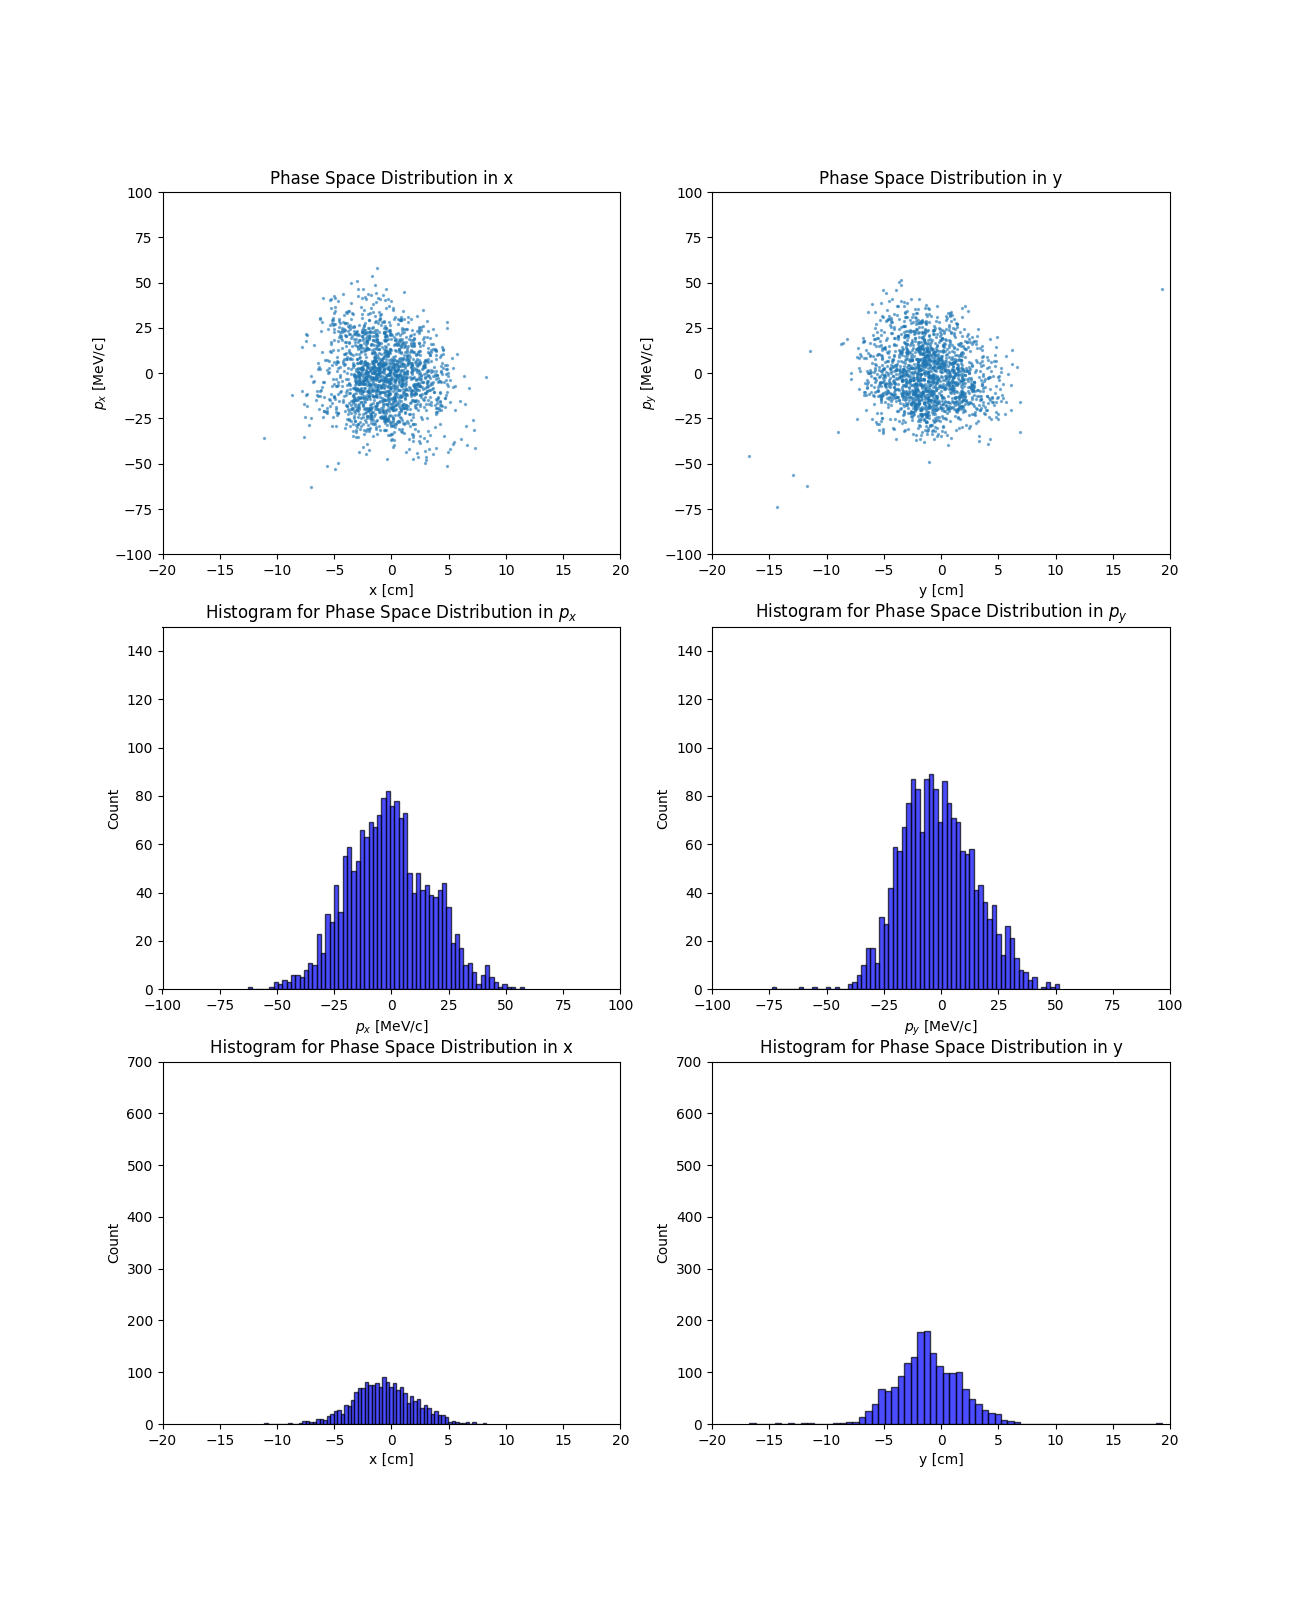 Phase Space Distribution in x
Phase Space Distribution in y
100
75
50
25
0
−25
−50
−75
−100
p_x [MeV/c]
−20 −15 −10 −5 0 5 10 15 20
x [cm]
100
75
50
25
0
−25
−50
−75
−100
p_y [MeV/c]
−20 −15 −10 −5 0 5 10 15 20
y [cm]
Histogram for Phase Space Distribution in p_x
Histogram for Phase Space Distribution in p_y
140
120
100
80
60
40
20
0
Count
−100 −75 −50 −25 0 25 50 75 100
p_x [MeV/c]
140
120
100
80
60
40
20
0
Count
−100 −75 −50 −25 0 25 50 75 100
p_y [MeV/c]
Histogram for Phase Space Distribution in x
Histogram for Phase Space Distribution in y
700
600
500
400
300
200
100
0
Count
−20 −15 −10 −5 0 5 10 15 20
x [cm]
700
600
500
400
300
200
100
0
Count
−20 −15 −10 −5 0 5 10 15 20
y [cm]